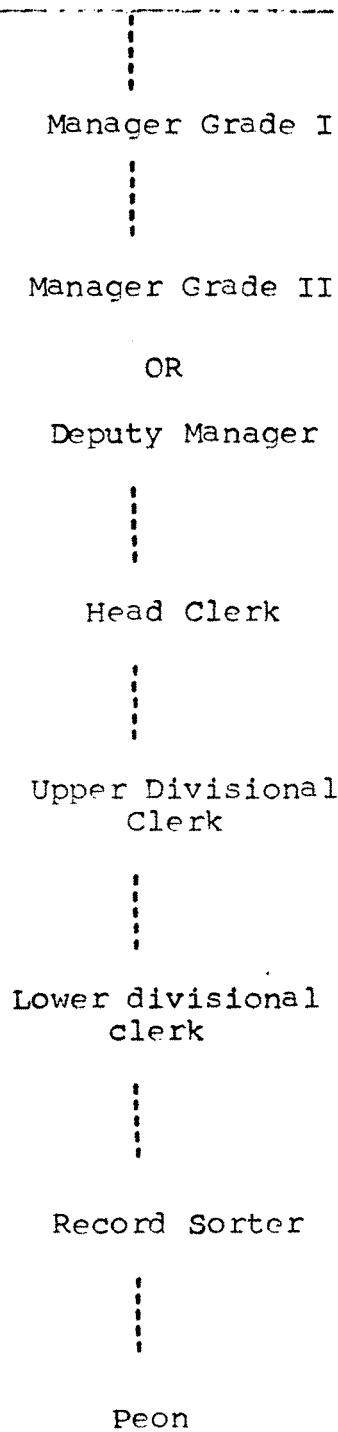 Manager Grade I
Manager Grade II
OR
Deputy Manager
Head Clerk
Upper Divisional
Clerk
Lower divisional
clerk
Record Sorter
Peon